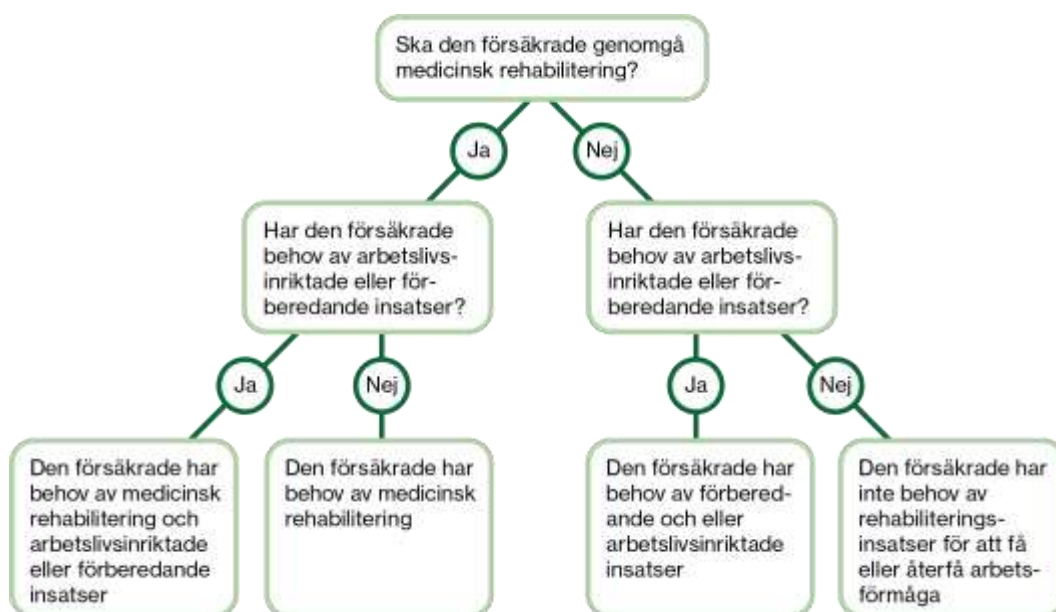 Ska den försäkrade genomgå
medicinsk rehabilitering?
Ja
Nej
Har den försäkrade
behov av arbetslivs-
inriktade eller för-
beredande insatser?
Har den försäkrade
behov av arbetslivs-
inriktade eller för-
beredande insatser?
Ja
Nej
Ja
Nej
Den försäkrade har
behov av medicinsk
rehabilitering och
arbetslivsinriktade
eller förberedande
insatser
Den försäkrade har
behov av medicinsk
rehabilitering
Den försäkrade har
behov av förbered-
ande och eller
arbetslivsinriktade
insatser
Den försäkrade har
inte behov av
rehabiliterings-
insatser för att få
eller återfå arbets-
förmåga